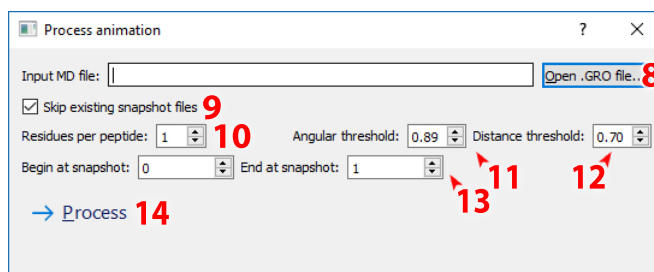 Process animation ? ×
Input MD file: Open .GRO file.. 8
Skip existing snapshot files 9
Residues per peptide: 1 10 Angular threshold: 0.89 Distance threshold: 0.70
Begin at snapshot: 0 End at snapshot: 1 13 11 12
→ Process 14